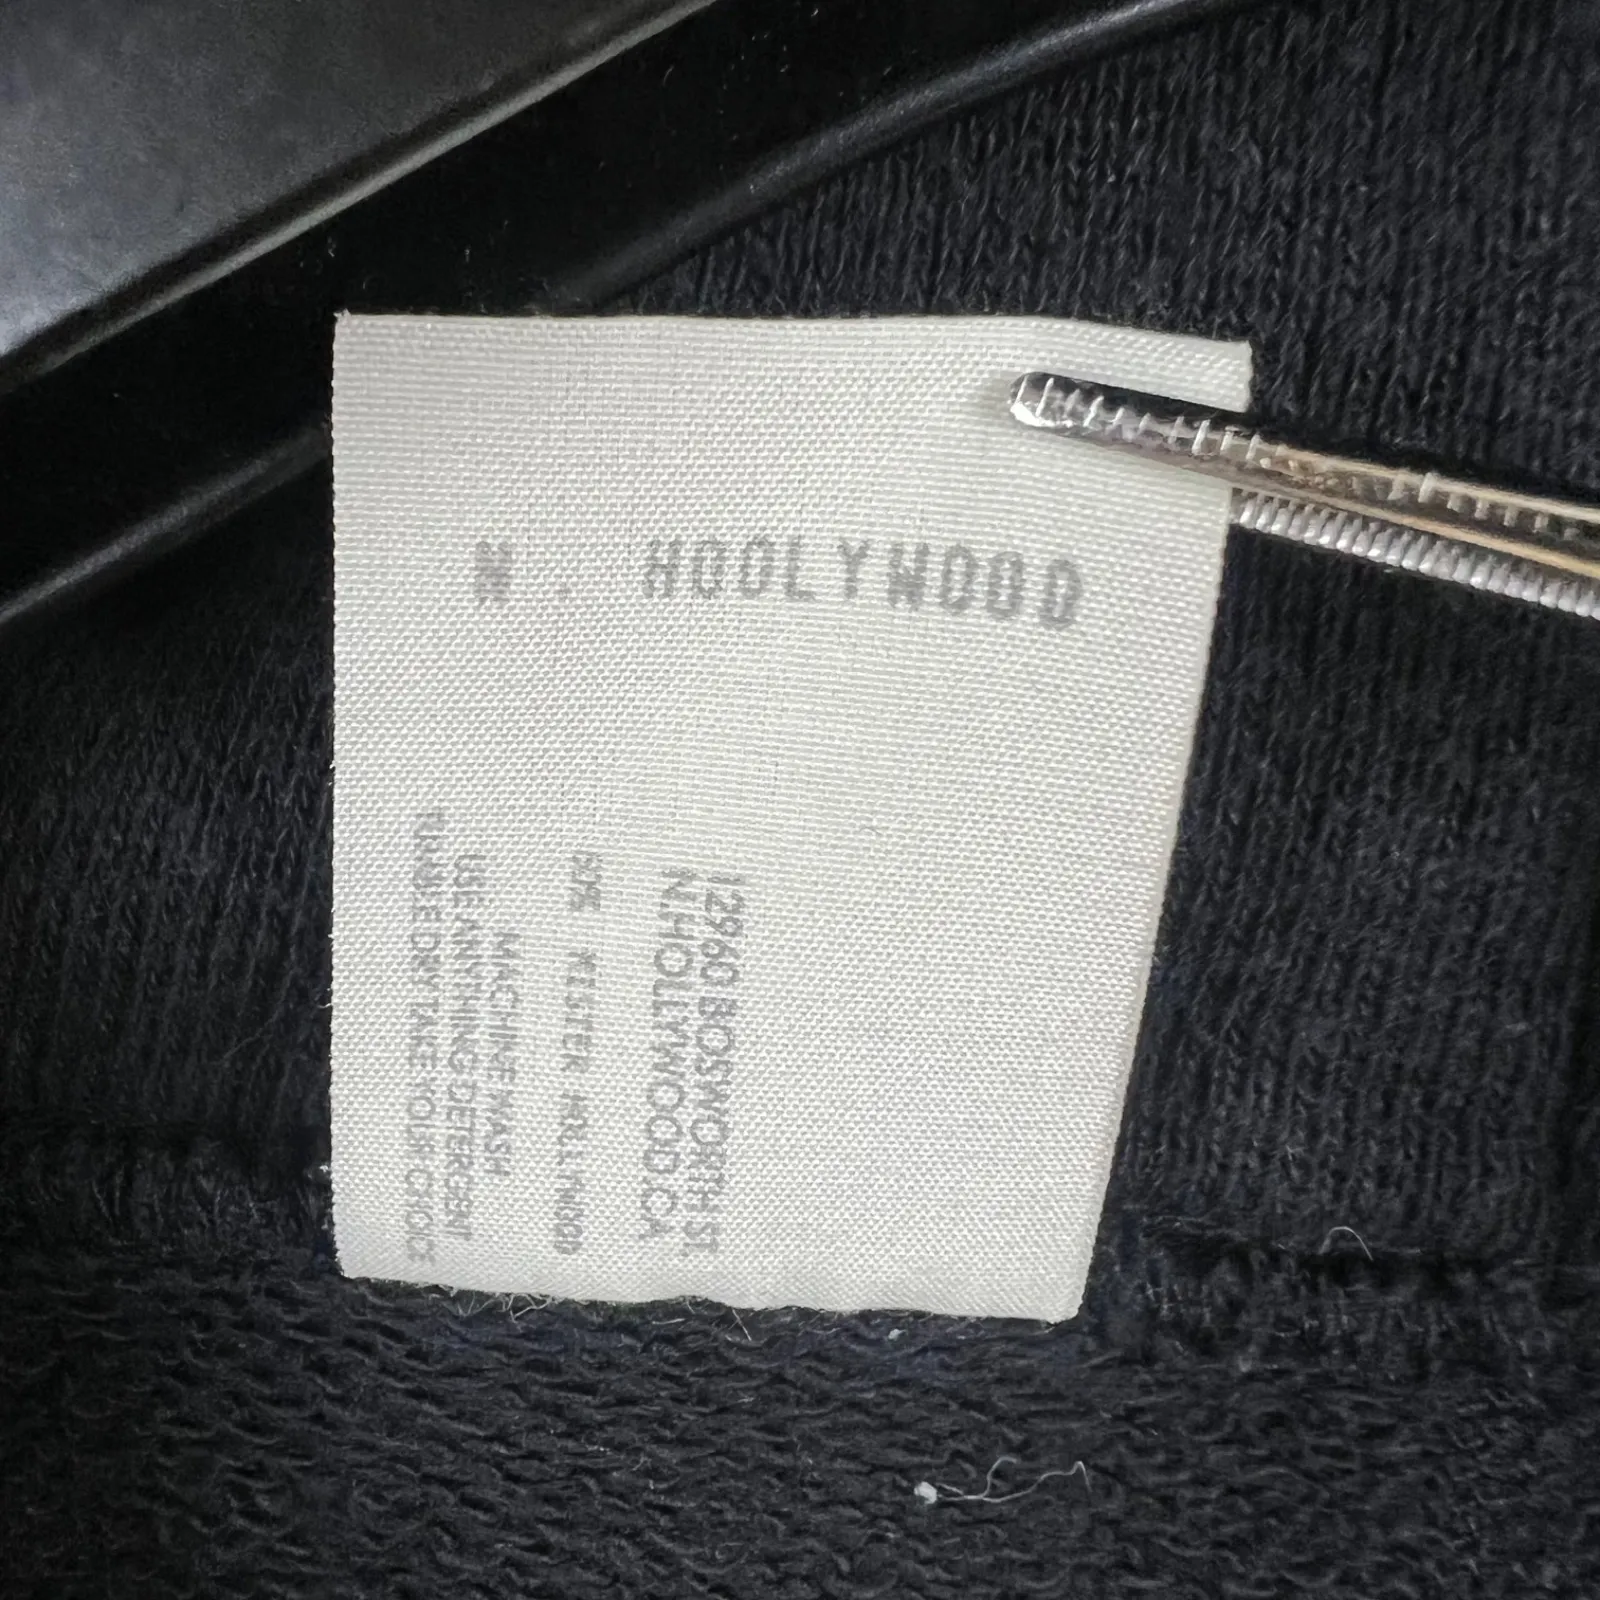 HOOLYWOOD
12960 BOSWORTH ST
N.HOLLYWOOD.CA
MACHINE WASH
USE ANYTHING DETERGENT
TUMBLE DRY TAKE YOUR CHOICE